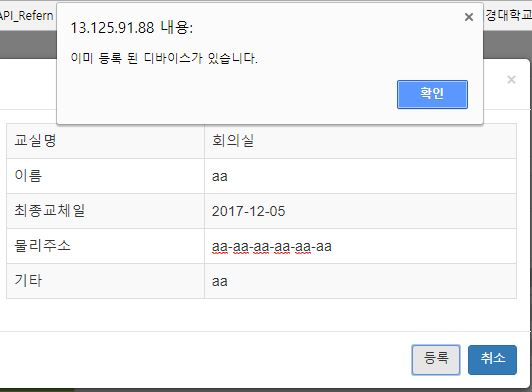 API_Refern
경대학교
13.125.91.88 내용:
이미 등록 된 디바이스가 있습니다.
확인
교실명 회의실
이름 aa
최종교체일 2017-12-05
물리주소 aa-aa-aa-aa-aa-aa
기타 aa
등록 취소